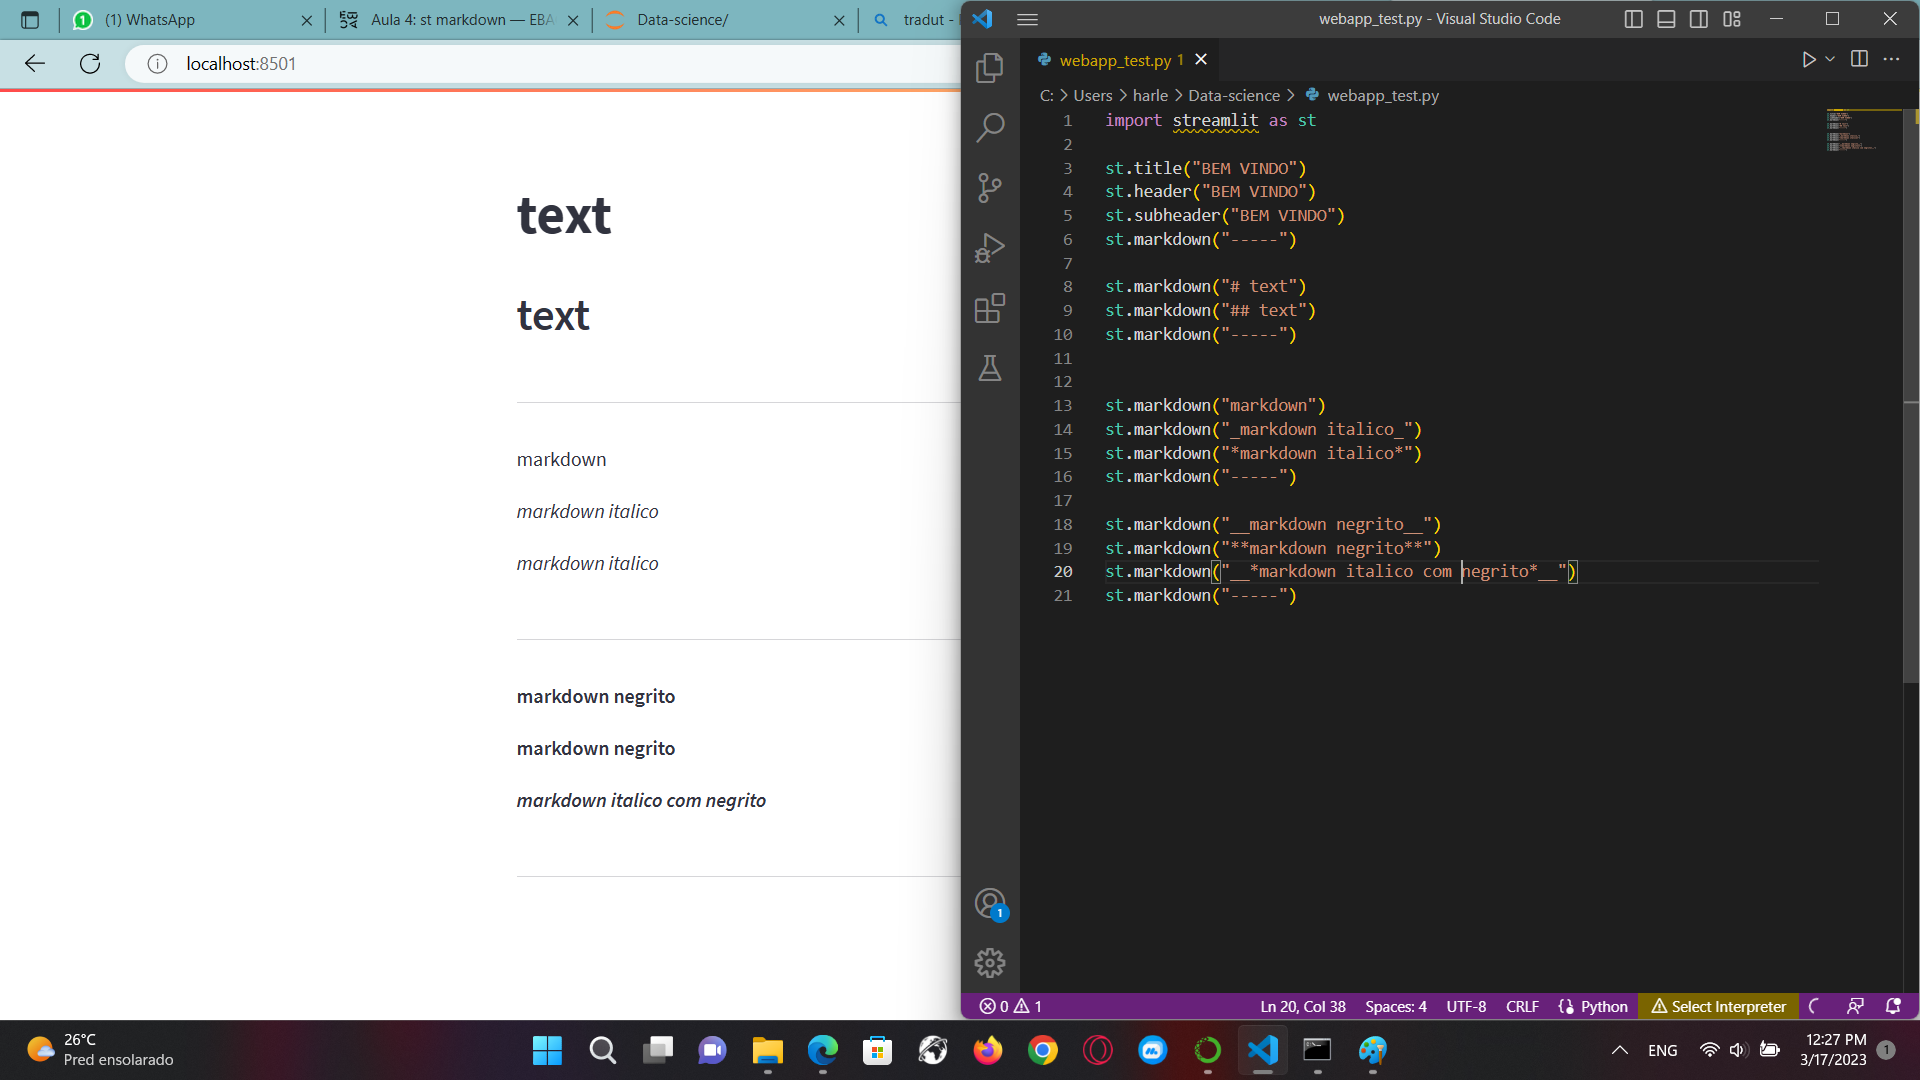 (1) WhatsApp
Aula 4: st markdown — EBA
Data-science/
tradut -
localhost:8501
text
text
markdown
markdown italico
markdown italico
markdown negrito
markdown negrito
markdown italico com negrito
webapp_test.py - Visual Studio Code
webapp_test.py 1
C: > Users > harle > Data-science > webapp_test.py
1 import streamlit as st
2
3 st.title("BEM VINDO")
4 st.header("BEM VINDO")
5 st.subheader("BEM VINDO")
6 st.markdown("-----")
7
8 st.markdown("# text")
9 st.markdown("## text")
10 st.markdown("-----")
11
12
13 st.markdown("markdown")
14 st.markdown("_markdown italico_")
15 st.markdown("*markdown italico*")
16 st.markdown("-----")
17
18 st.markdown("__markdown negrito__")
19 st.markdown("**markdown negrito**")
20 st.markdown("__*markdown italico com negrito*__")
21 st.markdown("-----")
1
0 1 Ln 20, Col 38 Spaces: 4 UTF-8 CRLF Python Select Interpreter
26°C
Pred ensolarado
ENG
12:27 PM
3/17/2023
1